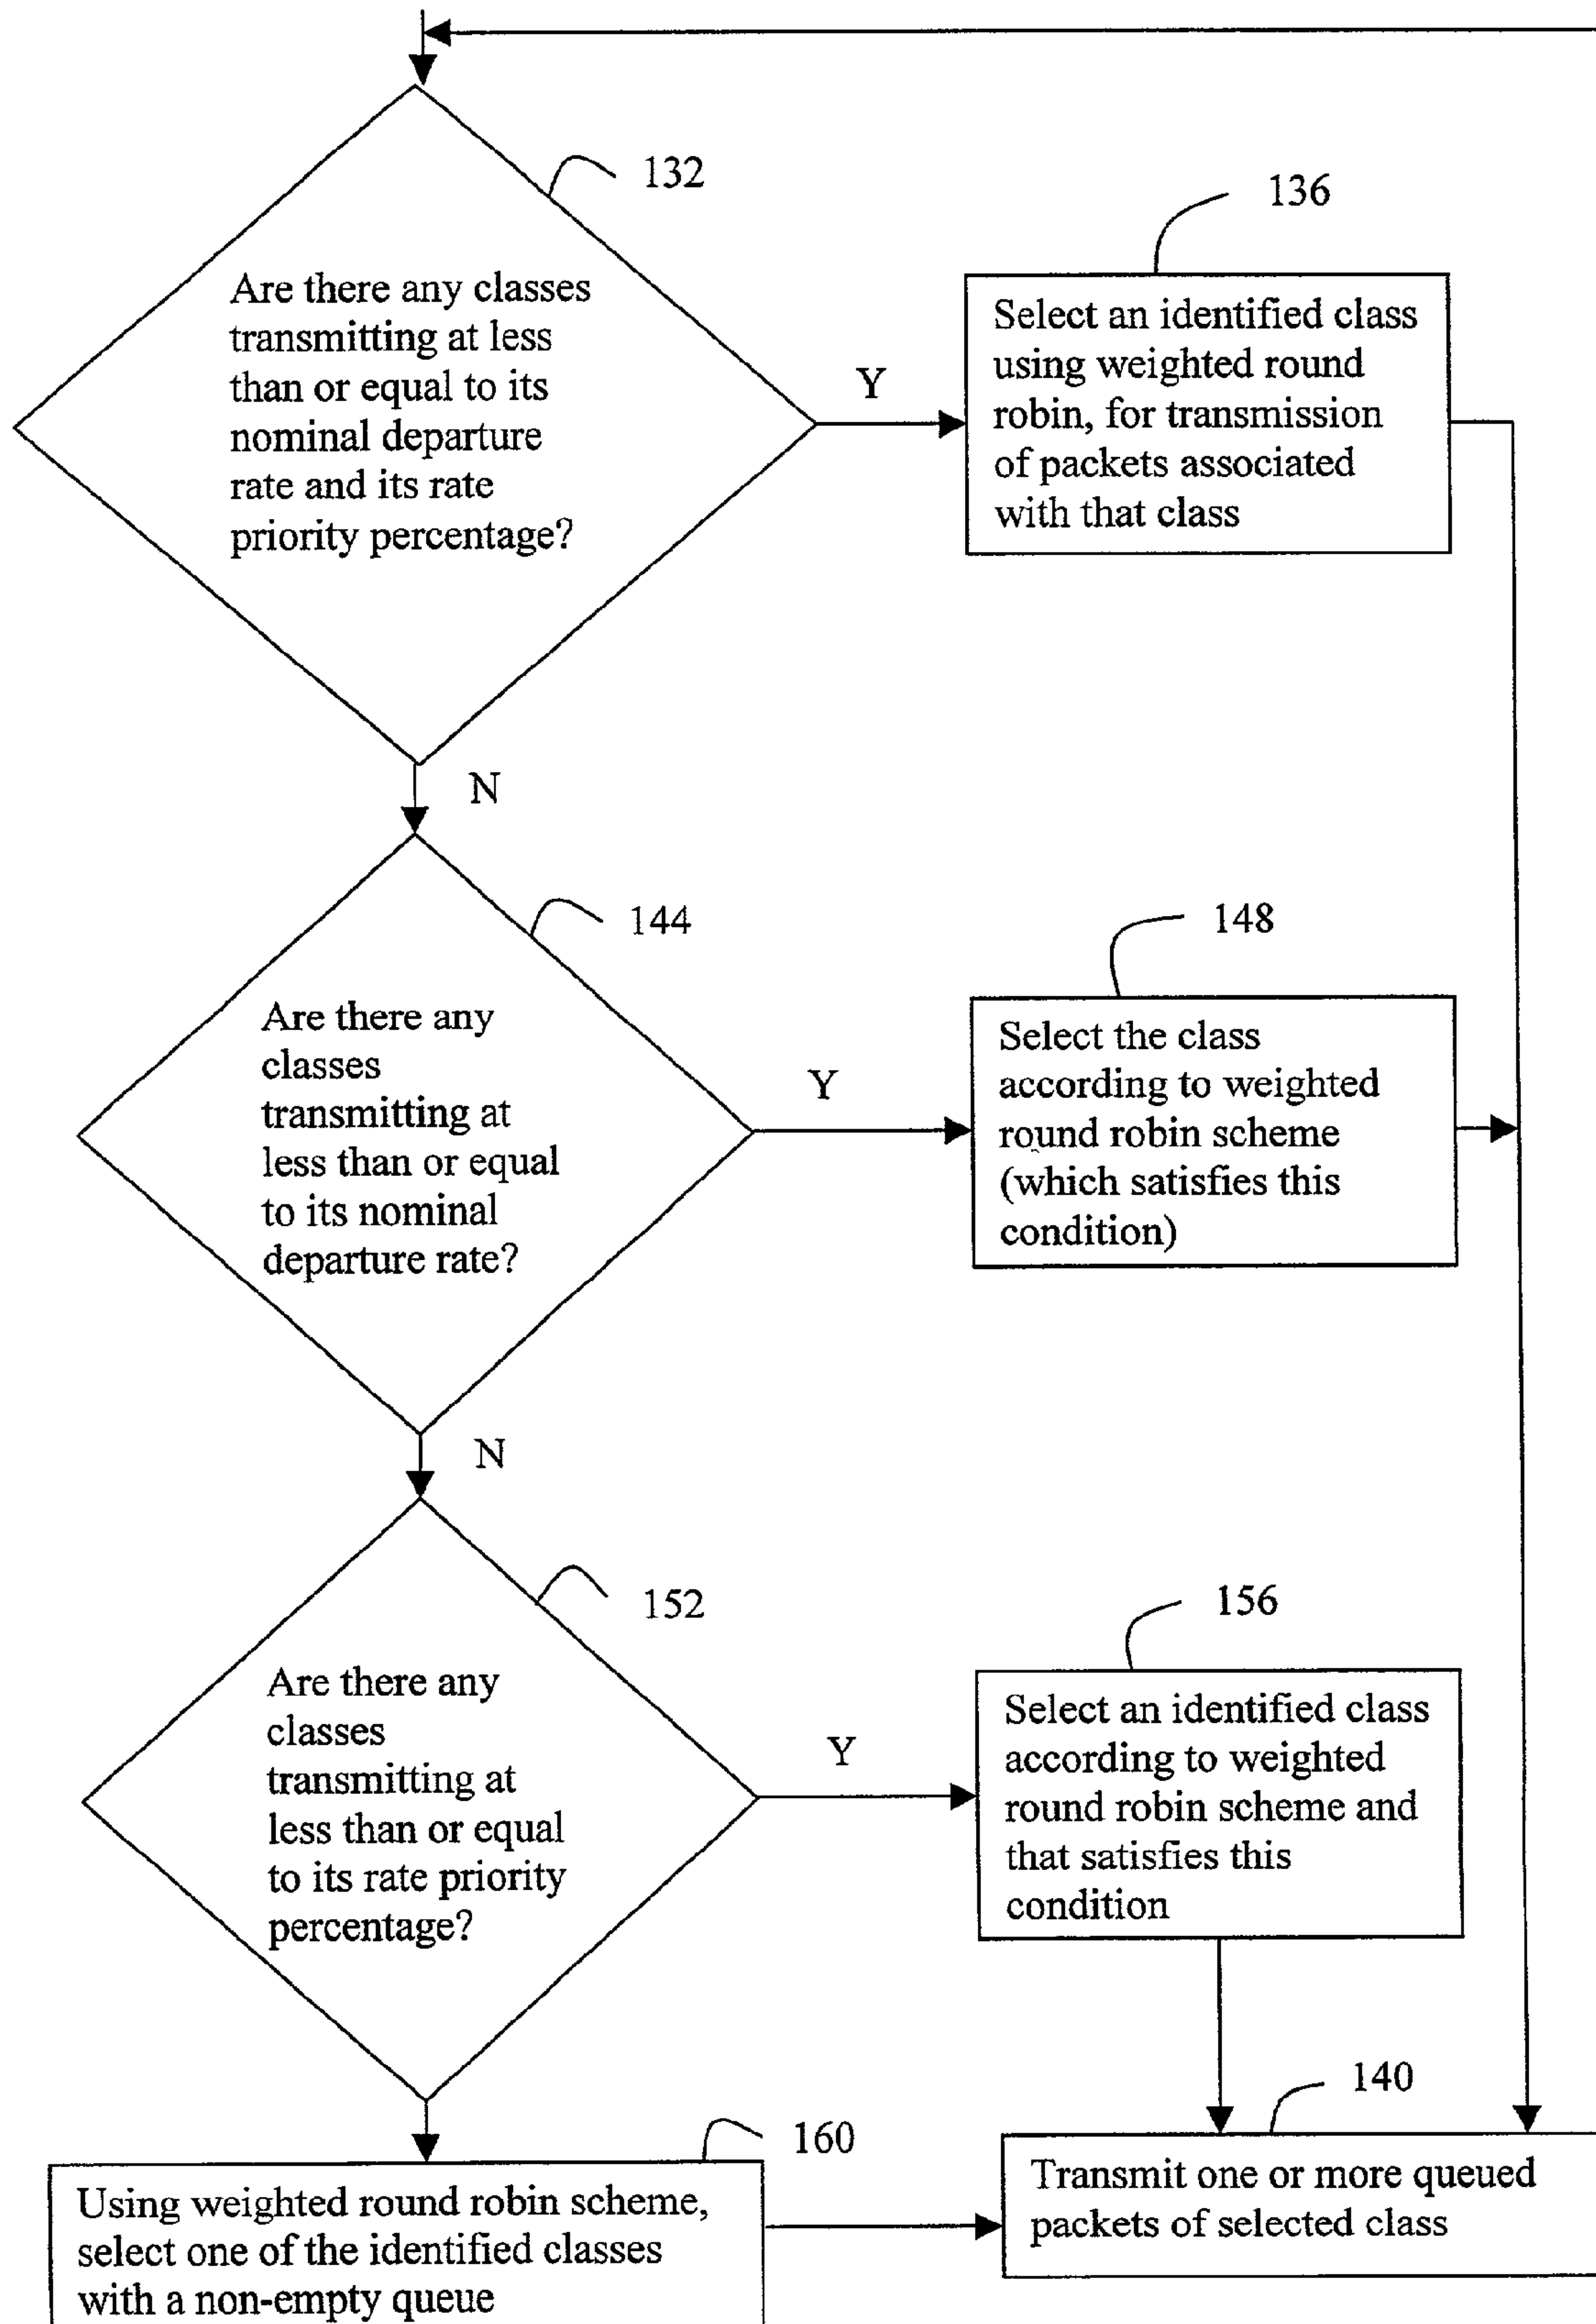 132
Are there any classes
transmitting at less
than or equal to its
nominal departure
rate and its rate
priority percentage?
Y
136
Select an identified class
using weighted round
robin, for transmission
of packets associated
with that class
N
144
Are there any
classes
transmitting at
less than or equal
to its nominal
departure rate?
Y
148
Select the class
according to weighted
round robin scheme
(which satisfies this
condition)
N
152
Are there any
classes
transmitting at
less than or equal
to its rate priority
percentage?
Y
156
Select an identified class
according to weighted
round robin scheme and
that satisfies this
condition
160
Using weighted round robin scheme,
select one of the identified classes
with a non-empty queue
140
Transmit one or more queued
packets of selected class